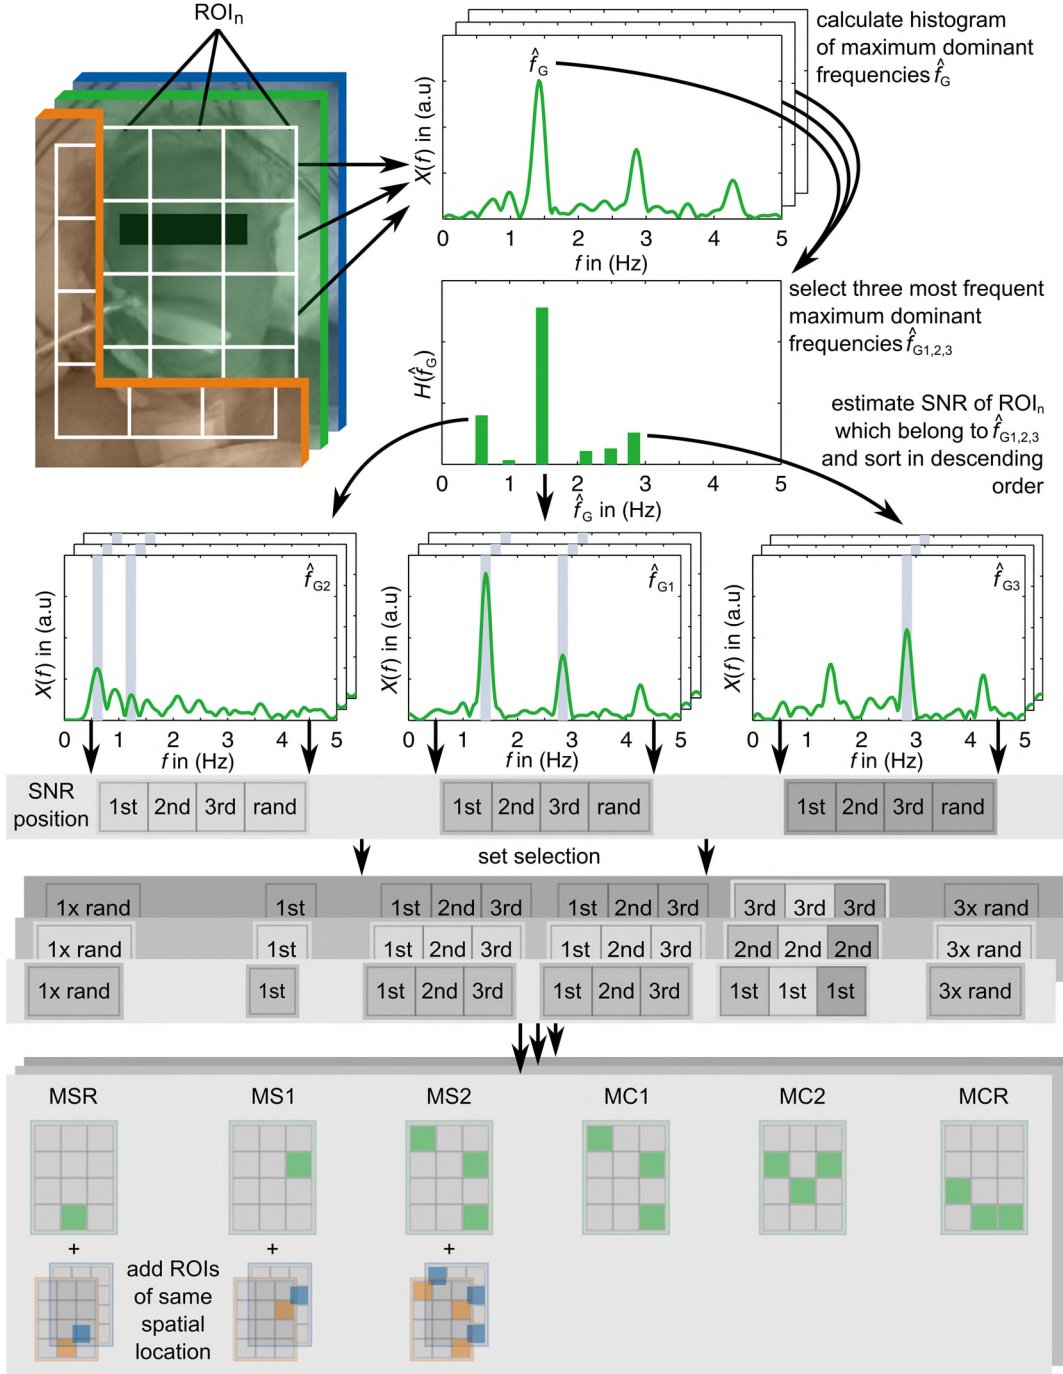 ROIn
calculate histogram
of maximum dominant
frequencies f̂G
f̂G
X(f) in (a.u)
0 1 2 3 4 5
f in (Hz)
select three most frequent
maximum dominant
frequencies f̂G1,2,3
H(f̂G)
0 1 2 3 4 5
f̂G in (Hz)
estimate SNR of ROIn
which belong to f̂G1,2,3
and sort in descending
order
f̂G2
X(f) in (a.u)
0 1 2 3 4 5
f in (Hz)
f̂G1
X(f) in (a.u)
0 1 2 3 4 5
f in (Hz)
f̂G3
X(f) in (a.u)
0 1 2 3 4 5
f in (Hz)
SNR
position
1st 2nd 3rd rand
1st 2nd 3rd rand
1st 2nd 3rd rand
set selection
1x rand 1st 1st 2nd 3rd 1st 2nd 3rd 3rd 3rd 3rd 3x rand
1x rand 1st 1st 2nd 3rd 1st 2nd 3rd 2nd 2nd 2nd 3x rand
1x rand 1st 1st 2nd 3rd 1st 2nd 3rd 1st 1st 1st 3x rand
MSR MS1 MS2 MC1 MC2 MCR
+ + +
add ROIs
of same
spatial
location